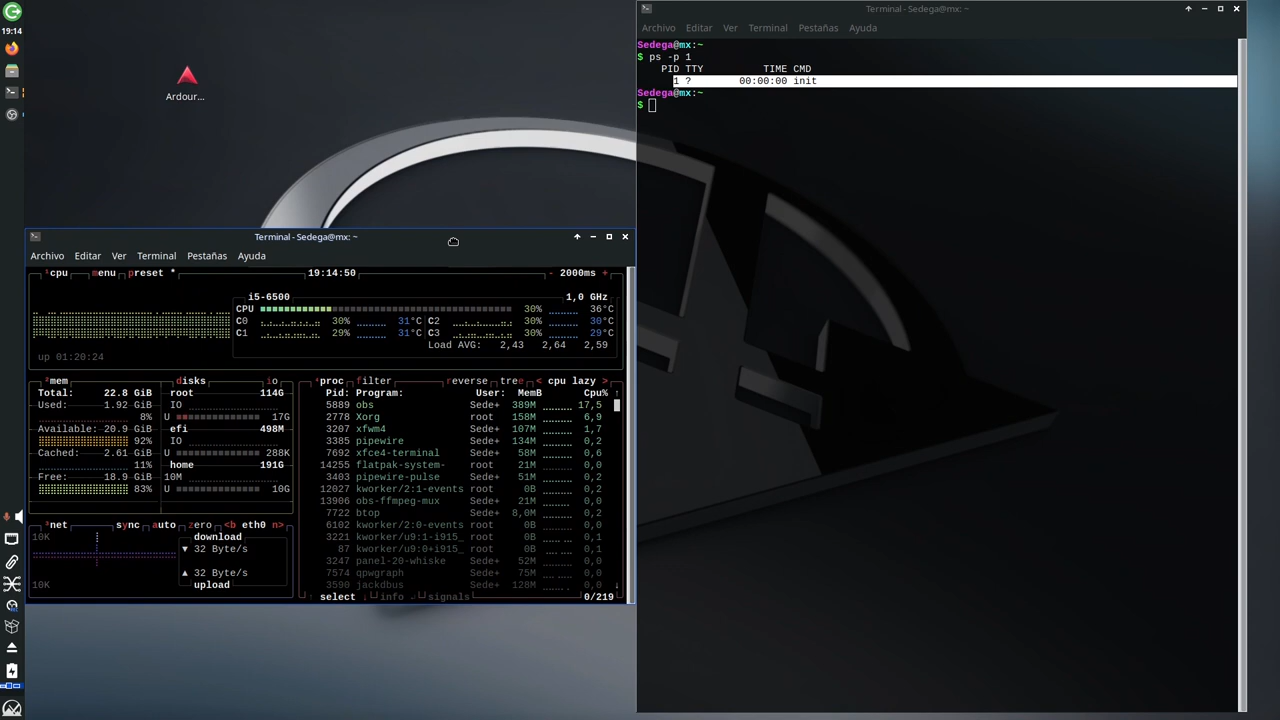 19:14
Ardour...
Terminal - Sedega@mx: ~
Archivo Editar Ver Terminal Pestañas Ayuda
Sedega@mx:~
$ ps -p 1
PID TTY TIME CMD
1 ? 00:00:00 init
Sedega@mx:~
$
Terminal - Sedega@mx: ~
Archivo Editar Ver Terminal Pestañas Ayuda
¹cpu menu preset * 19:14:50 - 2000ms +
i5-6500 1,0 GHz
CPU 30% 36°C
C0 30% 31°C C2 30% 30°C
C1 29% 31°C C3 30% 29°C
Load AVG: 2,43 2,64 2,59
up 01:20:24
²mem disks io
Total: 22.8 GiB
Used: 1.92 GiB
8%
Available: 20.9 GiB
92%
Cached: 2.61 GiB
11%
Free: 18.9 GiB
83%
root 114G
IO
U 17G
efi 498M
IO
U 288K
home 191G
10M
U 10G
³net sync auto zero <b eth0 n>
10K
download
▼ 32 Byte/s
▲ 32 Byte/s
upload
10K
⁴proc filter reverse tree < cpu lazy >
Pid: Program: User: MemB Cpu% ↑
5889 obs Sede+ 389M 17,5
2778 Xorg root 158M 6,9
3207 xfwm4 Sede+ 107M 1,7
3385 pipewire Sede+ 134M 0,2
7692 xfce4-terminal Sede+ 58M 0,6
14255 flatpak-system- root 21M 0,0
3403 pipewire-pulse Sede+ 51M 0,2
12027 kworker/2:1-events root 0B 0,2
13906 obs-ffmpeg-mux Sede+ 21M 0,0
7722 btop Sede+ 8,0M 0,2
6102 kworker/2:0-events root 0B 0,0
3221 kworker/u9:1-i915_ root 0B 0,1
87 kworker/u9:0+i915_ root 0B 0,1
3247 panel-20-whiske Sede+ 52M 0,0
7574 qpwgraph Sede+ 75M 0,0
3590 jackdbus Sede+ 128M 0,0 ↓
↑ select ↓ info ↵ signals 0/219